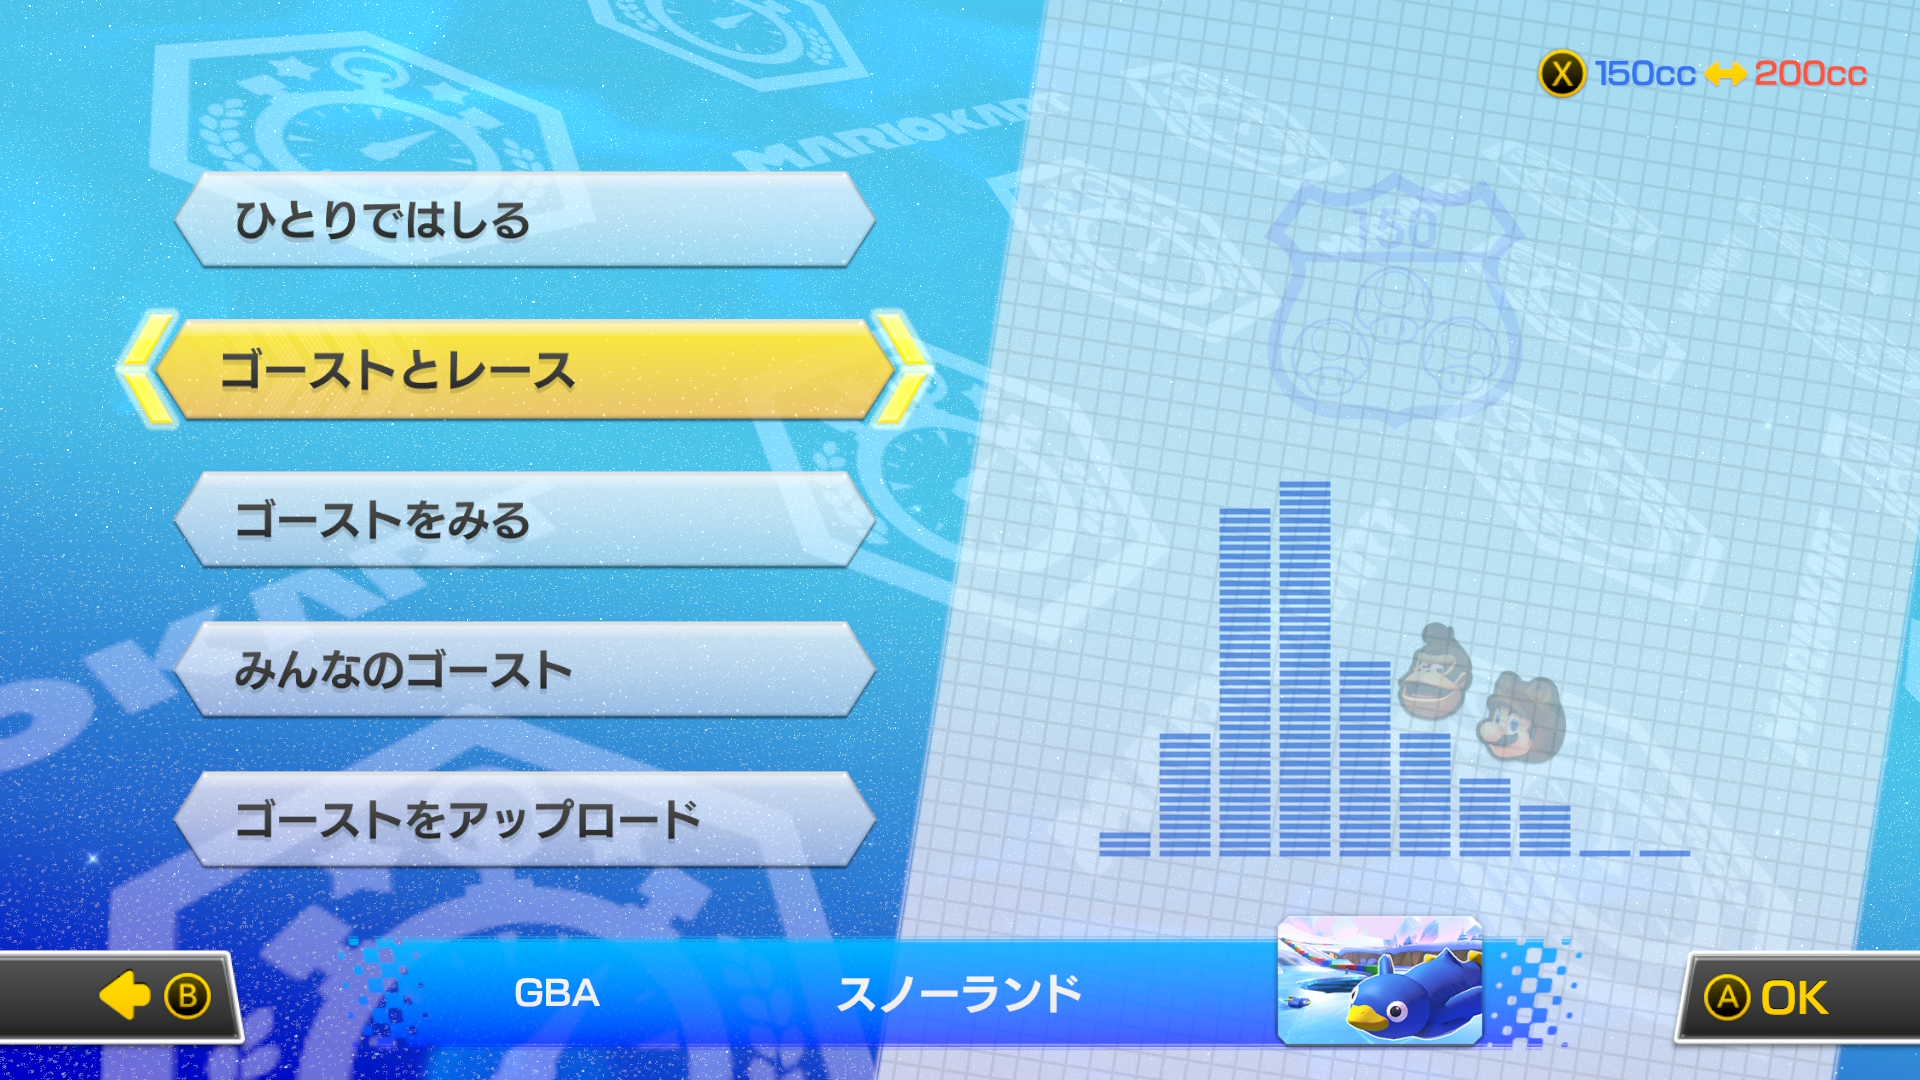 MARIOKART
150cc 200cc
X
150
ひとりではしる
ゴーストとレース
ゴーストをみる
みんなのゴースト
ゴーストをアップロード
B
GBA スノーランド
A OK